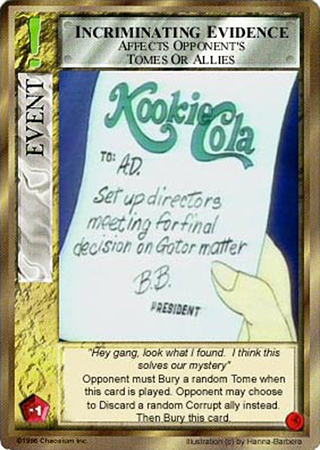 INCRIMINATING EVIDENCE
AFFECTS OPPONENT'S
TOMES OR ALLIES
EVENT
Kookie
Cola
TO: A.D.
Set up directors
meeting for final
decision on Gator matter
B.B.
PRESIDENT
"Hey gang, look what I found. I think this
solves our mystery"
Opponent must Bury a random Tome when
this card is played. Opponent may choose
to Discard a random Corrupt ally instead.
Then Bury this card.
-1
©1996 Chaosium Inc.
Illustration (c) by Hanna-Barbera